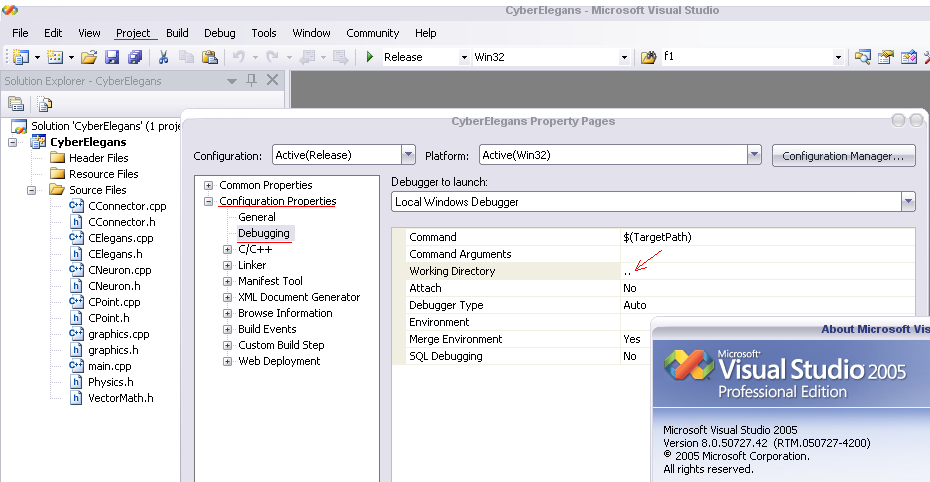 CyberElegans - Microsoft Visual Studio
File Edit View Project Build Debug Tools Window Community Help
Release Win32 f1
Solution Explorer - CyberElegans
Solution 'CyberElegans' (1 proje
CyberElegans
Header Files
Resource Files
Source Files
CConnector.cpp
CConnector.h
CElegans.cpp
CElegans.h
CNeuron.cpp
CNeuron.h
CPoint.cpp
CPoint.h
graphics.cpp
graphics.h
main.cpp
Physics.h
VectorMath.h
CyberElegans Property Pages
Configuration: Active(Release) Platform: Active(Win32) Configuration Manager...
Common Properties
Configuration Properties
General
Debugging
C/C++
Linker
Manifest Tool
XML Document Generator
Browse Information
Build Events
Custom Build Step
Web Deployment
Debugger to launch:
Local Windows Debugger
Command $(TargetPath)
Command Arguments
Working Directory ..
Attach No
Debugger Type Auto
Environment
Merge Environment Yes
SQL Debugging No
About Microsoft Vis
Microsoft®
Visual Studio 2005
Professional Edition
Microsoft Visual Studio 2005
Version 8.0.50727.42 (RTM.050727-4200)
© 2005 Microsoft Corporation.
All rights reserved.